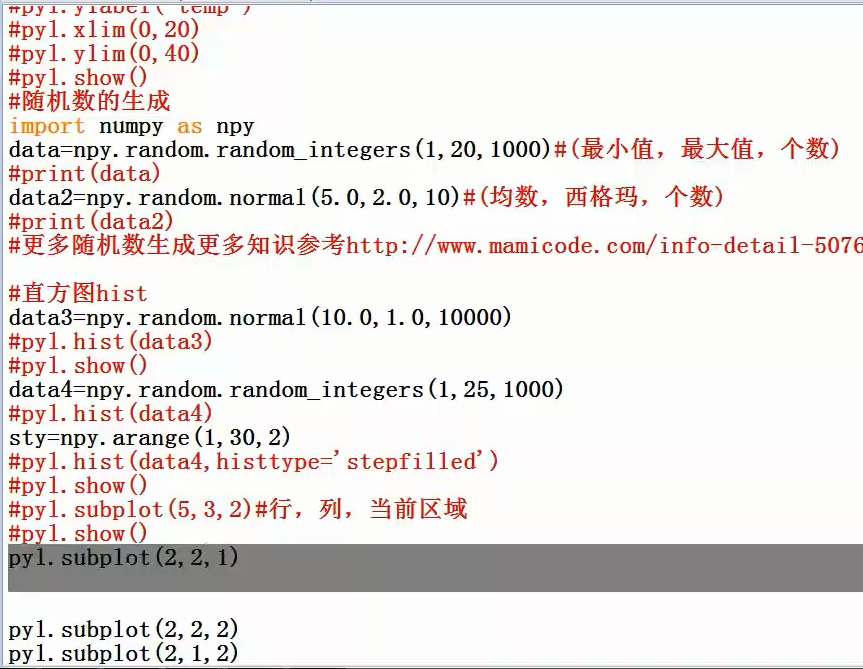 #pyl.ylabel("temp")
#pyl.xlim(0,20)
#pyl.ylim(0,40)
#pyl.show()
#随机数的生成
import numpy as npy
data=npy.random.random_integers(1,20,1000)#(最小值，最大值，个数)
#print(data)
data2=npy.random.normal(5.0,2.0,10)#(均数，西格玛，个数)
#print(data2)
#更多随机数生成更多知识参考http://www.mamicode.com/info-detail-5076
#直方图hist
data3=npy.random.normal(10.0,1.0,10000)
#pyl.hist(data3)
#pyl.show()
data4=npy.random.random_integers(1,25,1000)
#pyl.hist(data4)
sty=npy.arange(1,30,2)
#pyl.hist(data4,histtype='stepfilled')
#pyl.show()
#pyl.subplot(5,3,2)#行，列，当前区域
#pyl.show()
pyl.subplot(2,2,1)
pyl.subplot(2,2,2)
pyl.subplot(2,1,2)